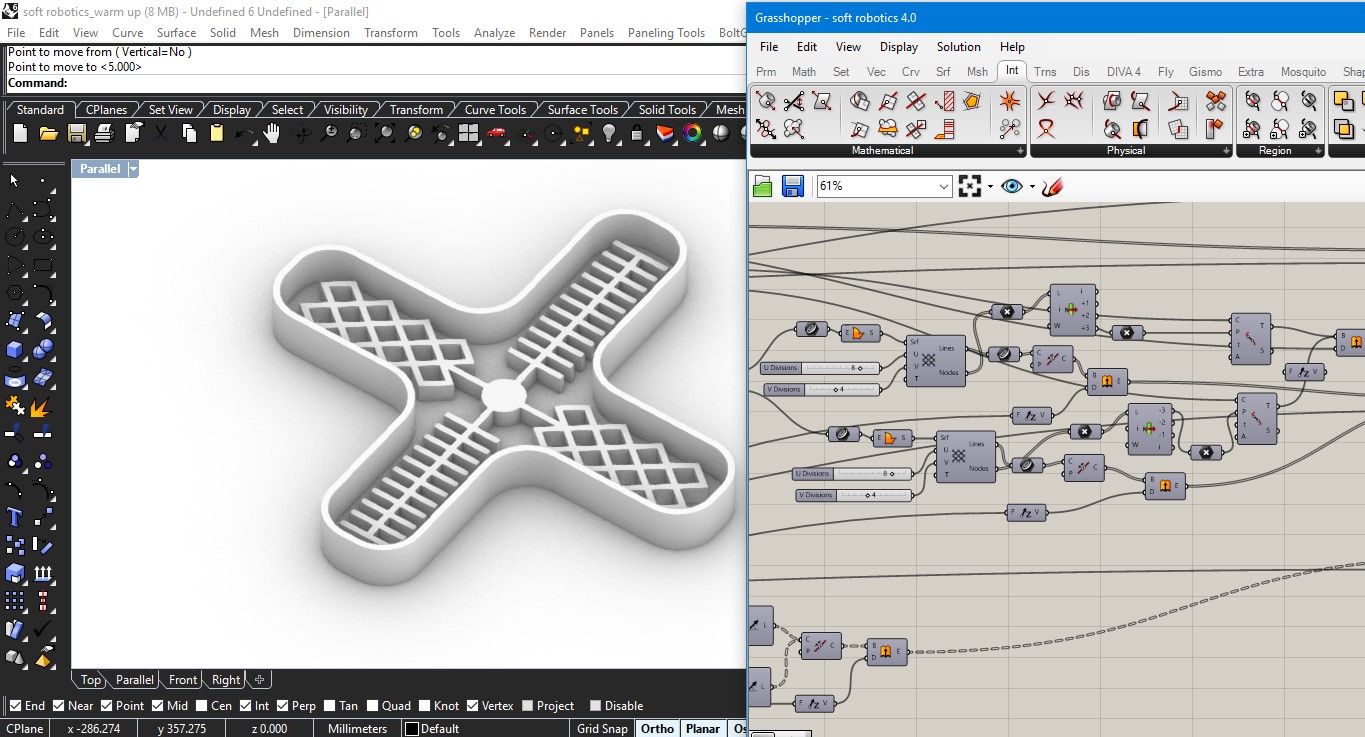 soft robotics_warm up (8 MB) - Undefined 6 Undefined - [Parallel]
File Edit View Curve Surface Solid Mesh Dimension Transform Tools Analyze Render Panels Paneling Tools BoltG
Point to move from ( Vertical=No )
Point to move to <5.000>
Command:
Standard CPlanes Set View Display Select Visibility Transform Curve Tools Surface Tools Solid Tools Mesh
Parallel
Top Parallel Front Right
End Near Point Mid Cen Int Perp Tan Quad Knot Vertex Project Disable
CPlane x -286.274 y 357.275 z 0.000 Millimeters Default Grid Snap Ortho Planar Os
Grasshopper - soft robotics 4.0
File Edit View Display Solution Help
Prm Math Set Vec Crv Srf Msh Int Trns Dis DIVA 4 Fly Gismo Extra Mosquito Shap
Mathematical Physical Region
61%
L i
i +1
+2
W +3
E S
Srf Lines
U
V Nodes
T
U Divisions 8
V Divisions 4
C C
P
B E
D
F V
C T
P
t S
A
B
D
F V
E S
Srf Lines
U
V Nodes
T
U Divisions 8
V Divisions 4
L -3
i -2
-1
W i
C T
P
t S
A
C C
P
B E
D
F V
L
L
C C
P
B E
D
F V